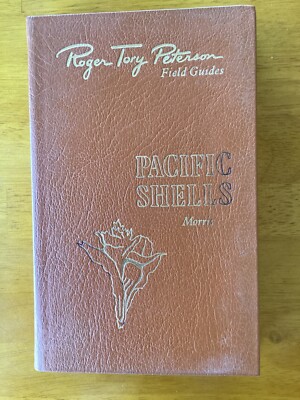 Roger Tory Peterson
Field Guides
PACIFIC
SHELLS
Morris